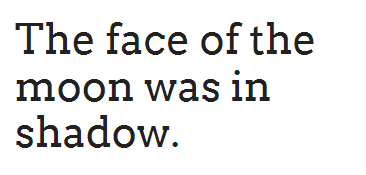 The face of the
moon was in
shadow.